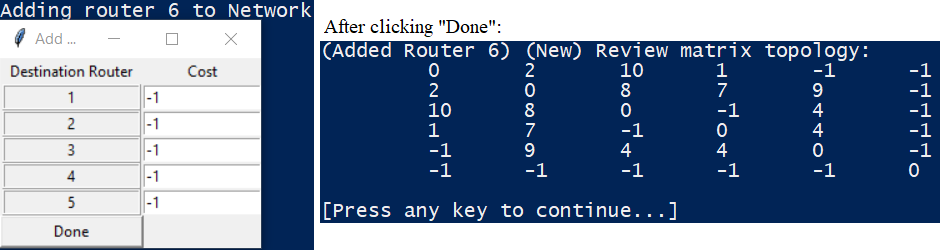 Adding router 6 to Network
Add ...
Destination Router Cost
1 -1
2 -1
3 -1
4 -1
5 -1
Done
After clicking "Done":
(Added Router 6) (New) Review matrix topology:
0 2 10 1 -1 -1
2 0 8 7 9 -1
10 8 0 -1 4 -1
1 7 -1 0 4 -1
-1 9 4 4 0 -1
-1 -1 -1 -1 -1 0
[Press any key to continue...]